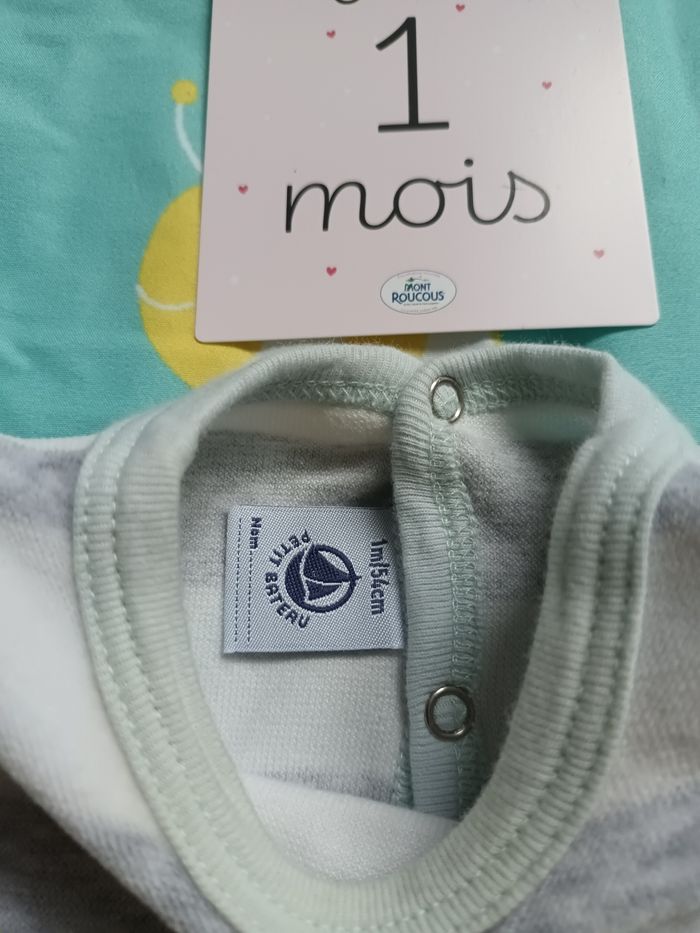 1
mois
MONT
ROUCOUS
1m/54cm
PETIT BATEAU
Nom